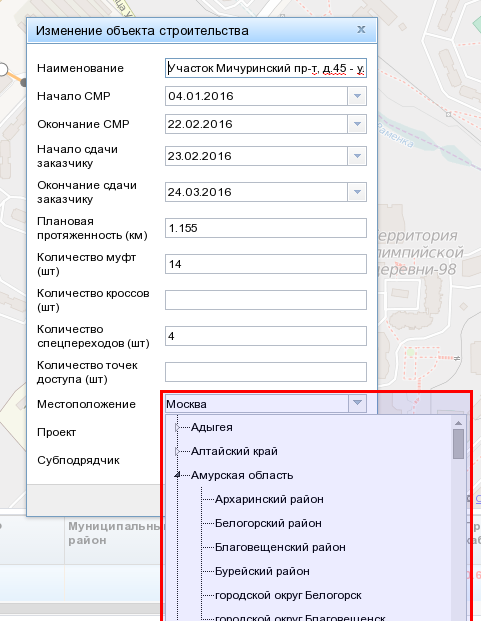 Изменение объекта строительства
Наименование
Участок Мичуринский пр-т, д.45 - у.
Начало СМР
04.01.2016
Окончание СМР
22.02.2016
Начало сдачи
заказчику
23.02.2016
Окончание сдачи
заказчику
24.03.2016
Плановая
протяженность (км)
1.155
Количество муфт
(шт)
14
Количество кроссов
(шт)
Количество
спецпереходов (шт)
4
Количество точек
доступа (шт)
Местоположение
Москва
Проект
Субподрядчик
Адыгея
Алтайский край
Амурская область
Архаринский район
Белогорский район
Благовещенский район
Бурейский район
городской округ Белогорск
городской округ Благовещенск
Раменка
территория
лимпийской
деревни-98
Муниципальны
район